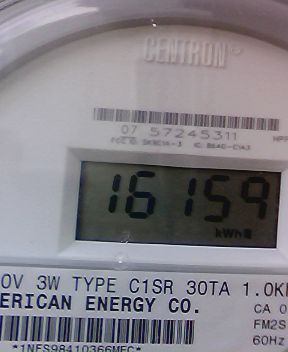 CENTRON®
07 57245311
16159
kWh
0V 3W TYPE C1SR 30TA 1.0K
ERICAN ENERGY CO.
CA 0
FM2S
60Hz
*1NES98410366MEC*